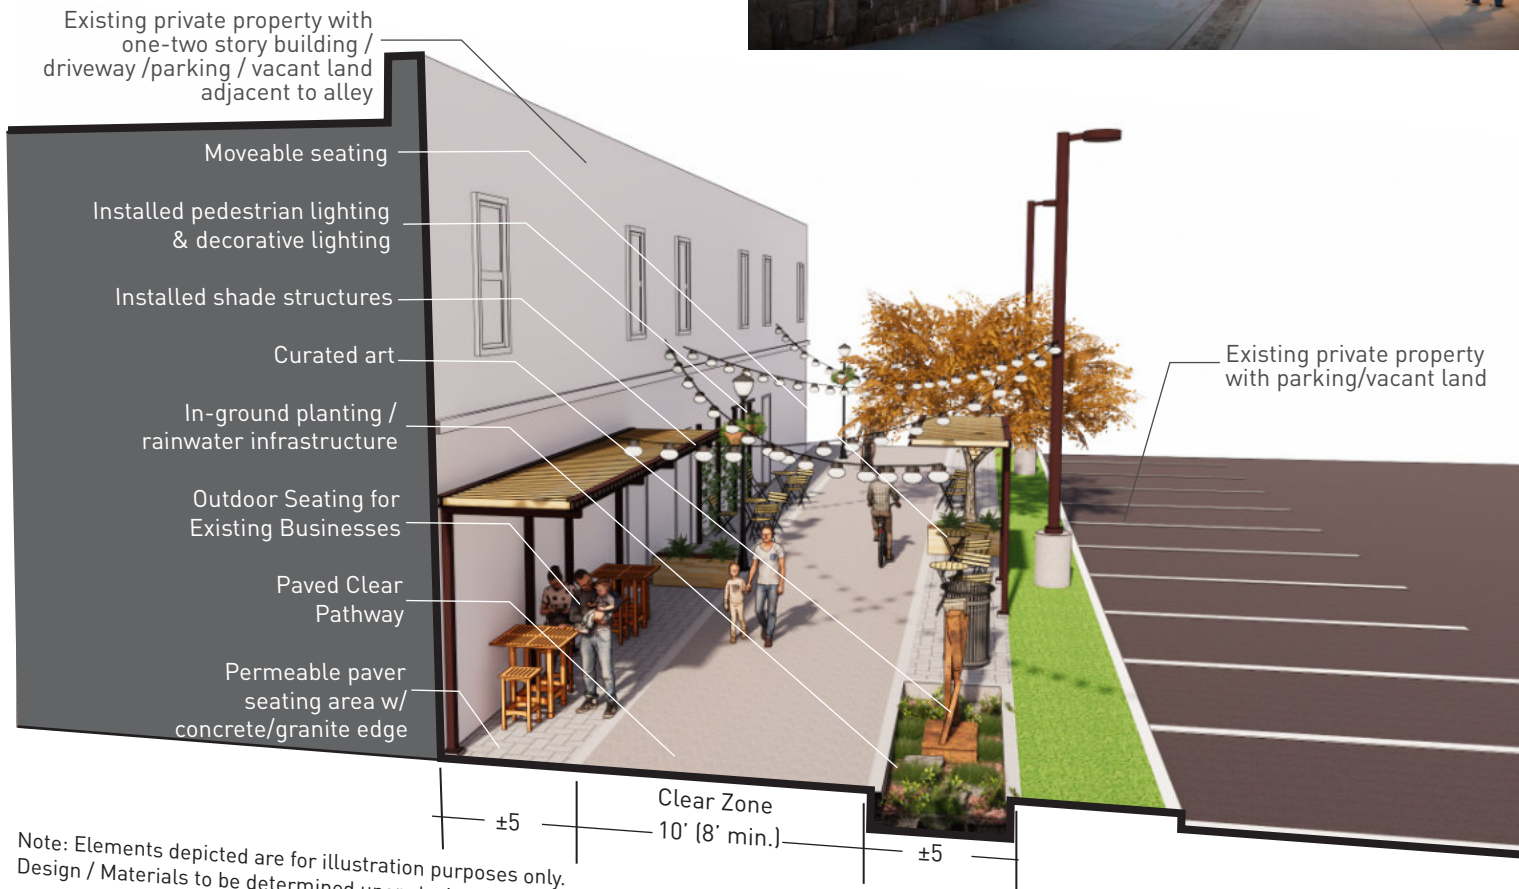 Existing private property with
one-two story building /
driveway /parking / vacant land
adjacent to alley
Moveable seating
Installed pedestrian lighting
& decorative lighting
Installed shade structures
Curated art
In-ground planting /
rainwater infrastructure
Outdoor Seating for
Existing Businesses
Paved Clear
Pathway
Permeable paver
seating area w/
concrete/granite edge
Existing private property
with parking/vacant land
±5
Clear Zone
10' (8' min.)
±5
Note: Elements depicted are for illustration purposes only.
Design / Materials to be determined